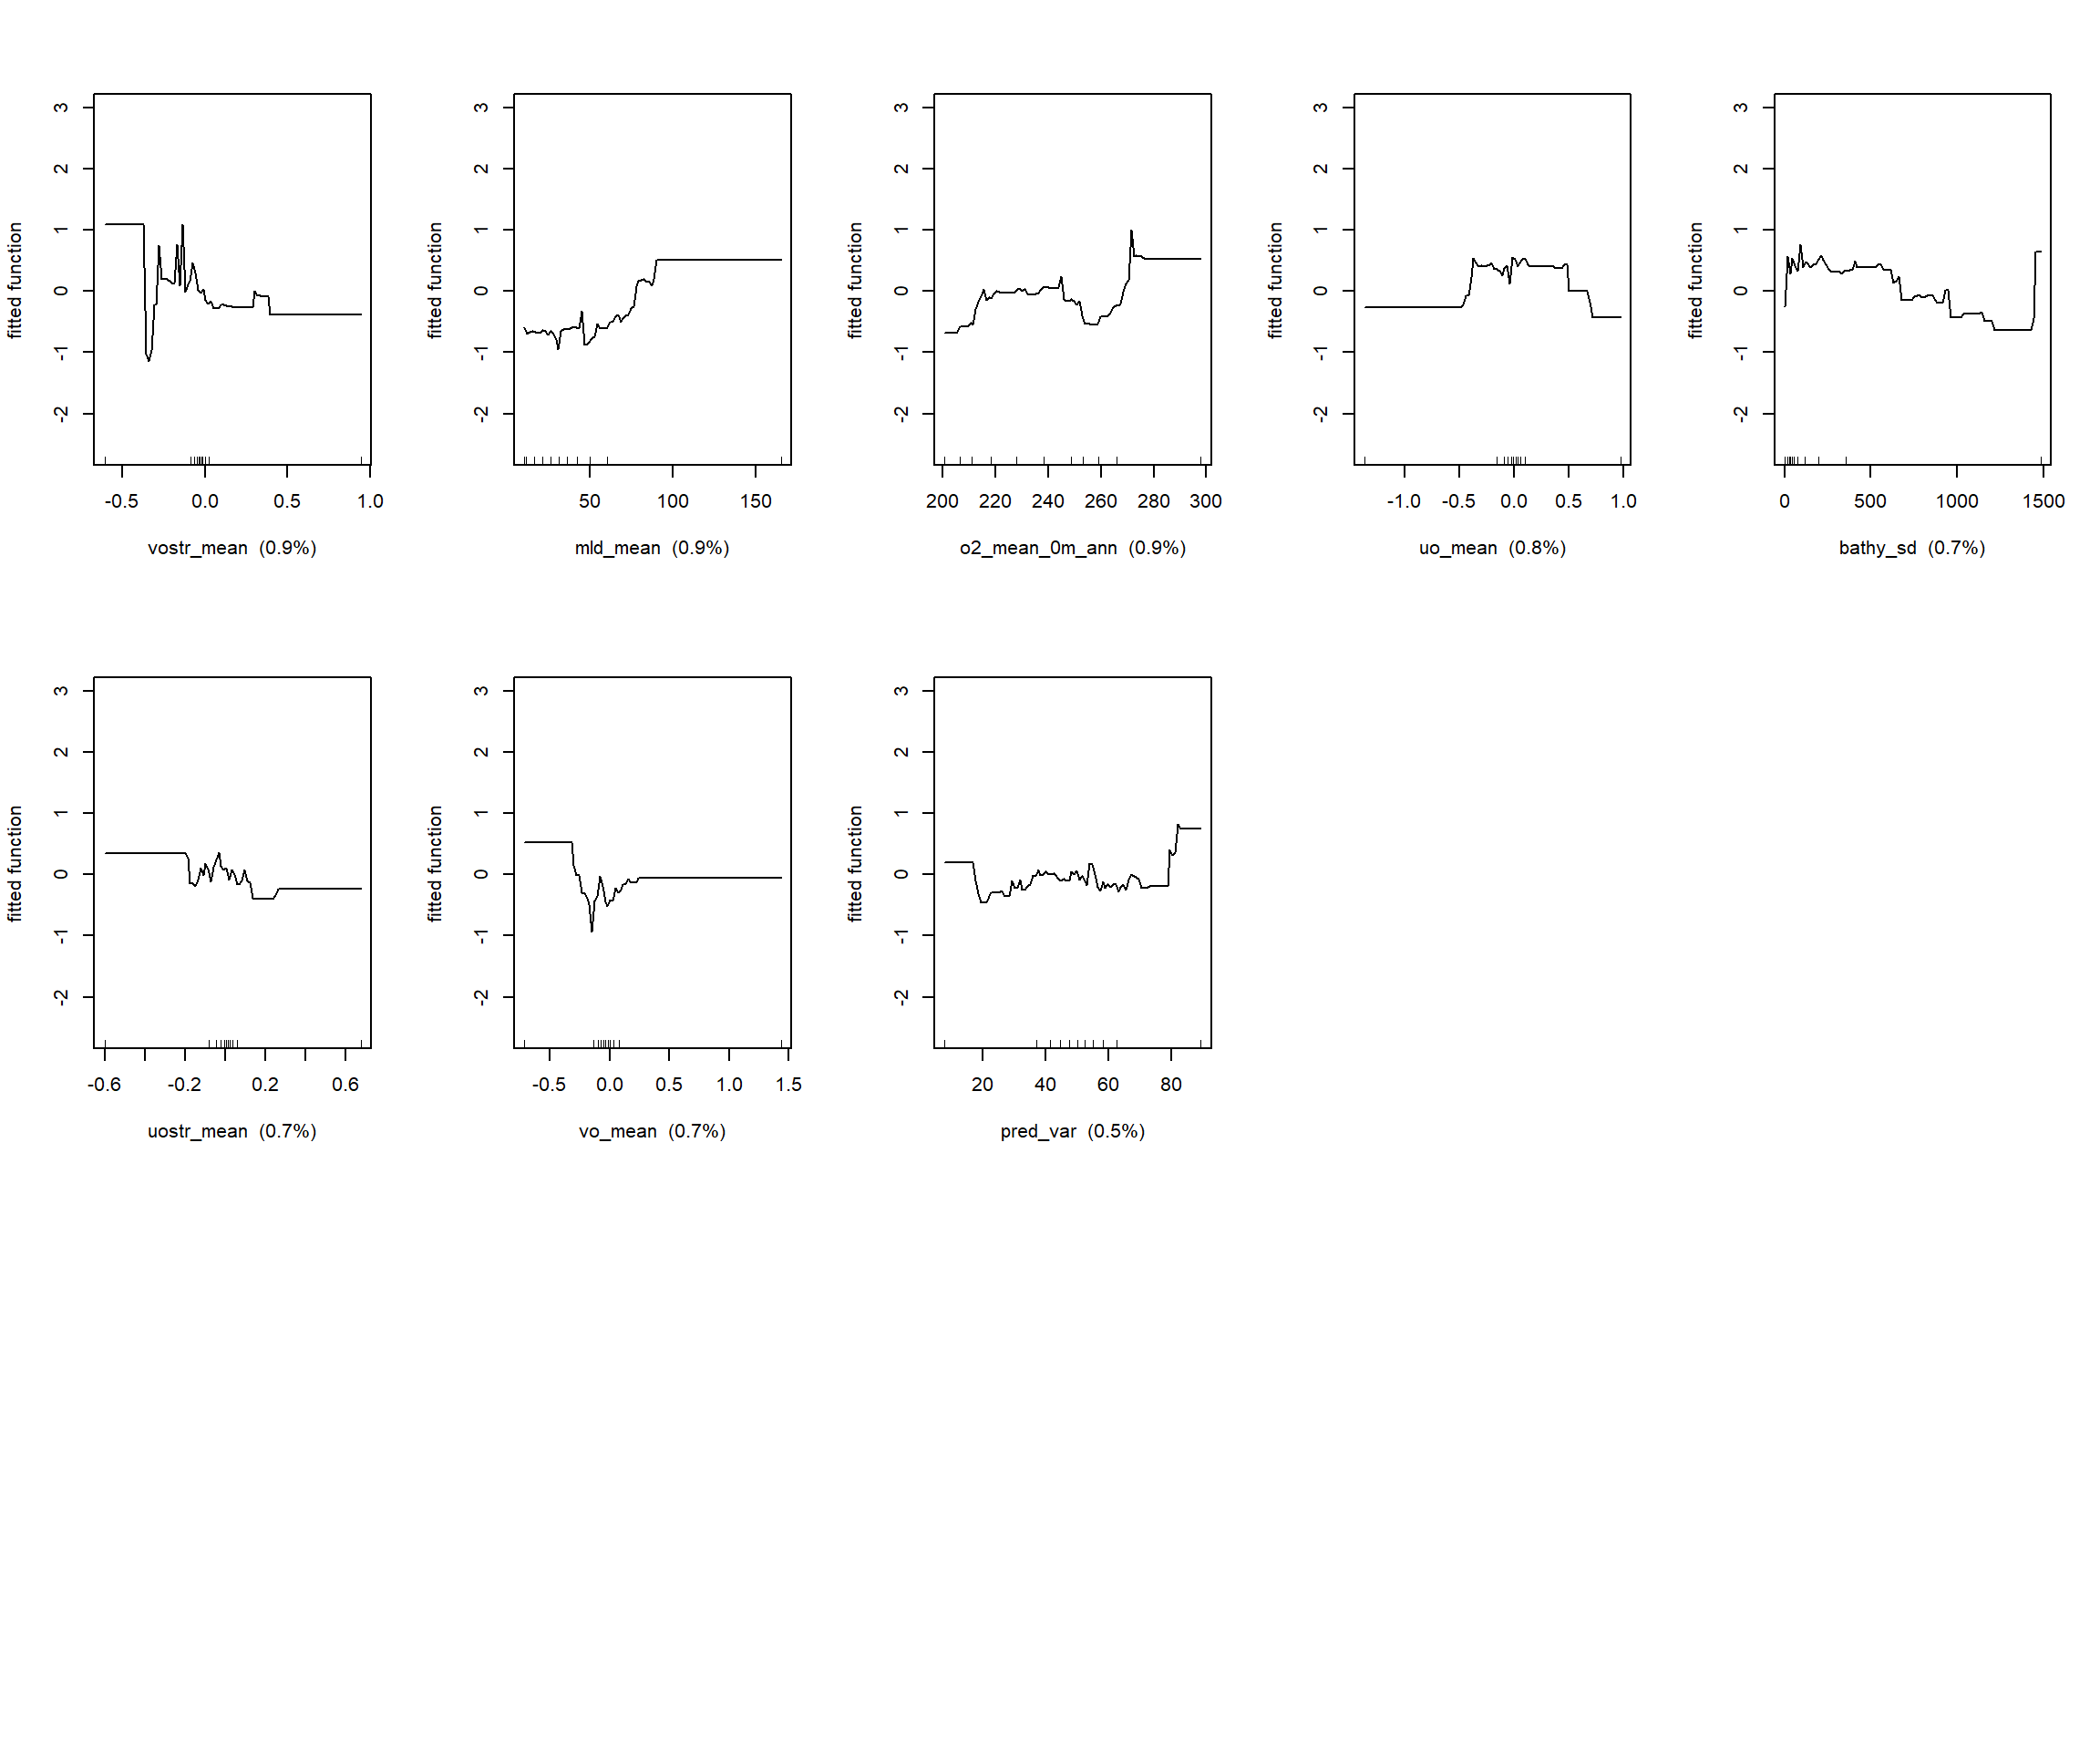 fitted function
3
2
1
0
-1
-2
-0.5 0.0 0.5 1.0
vostr_mean (0.9%)
fitted function
3
2
1
0
-1
-2
50 100 150
mld_mean (0.9%)
fitted function
3
2
1
0
-1
-2
200 220 240 260 280 300
o2_mean_0m_ann (0.9%)
fitted function
3
2
1
0
-1
-2
-1.0 -0.5 0.0 0.5 1.0
uo_mean (0.8%)
fitted function
3
2
1
0
-1
-2
0 500 1000 1500
bathy_sd (0.7%)
fitted function
3
2
1
0
-1
-2
-0.6 -0.2 0.2 0.6
uostr_mean (0.7%)
fitted function
3
2
1
0
-1
-2
-0.5 0.0 0.5 1.0 1.5
vo_mean (0.7%)
fitted function
3
2
1
0
-1
-2
20 40 60 80
pred_var (0.5%)